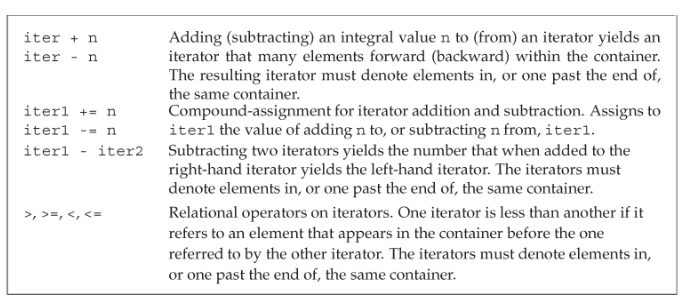 iter + n Adding (subtracting) an integral value n to (from) an iterator yields an
iter - n iterator that many elements forward (backward) within the container.
The resulting iterator must denote elements in, or one past the end of,
the same container.
iter1 += n Compound-assignment for iterator addition and subtraction. Assigns to
iter1 -= n iter1 the value of adding n to, or subtracting n from, iter1.
iter1 - iter2 Subtracting two iterators yields the number that when added to the
right-hand iterator yields the left-hand iterator. The iterators must
denote elements in, or one past the end of, the same container.
>, >=, <, <= Relational operators on iterators. One iterator is less than another if it
refers to an element that appears in the container before the one
referred to by the other iterator. The iterators must denote elements in,
or one past the end of, the same container.